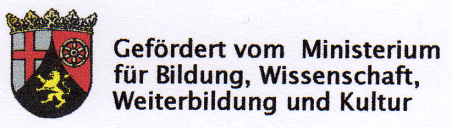 Gefördert vom Ministerium
für Bildung, Wissenschaft,
Weiterbildung und Kultur